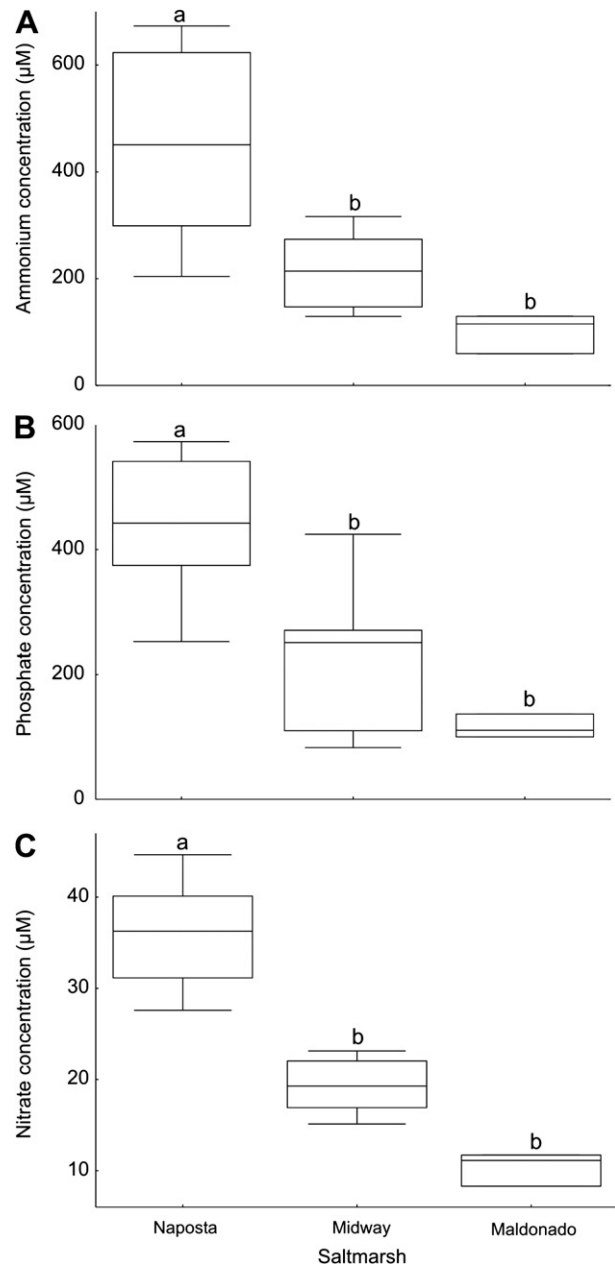 A
Ammonium concentration (µM)
600
400
200
0
a
b
b
B
Phosphate concentration (µM)
600
400
200
0
a
b
b
C
Nitrate concentration (µM)
40
30
20
10
a
b
b
Naposta Midway Maldonado
Saltmarsh